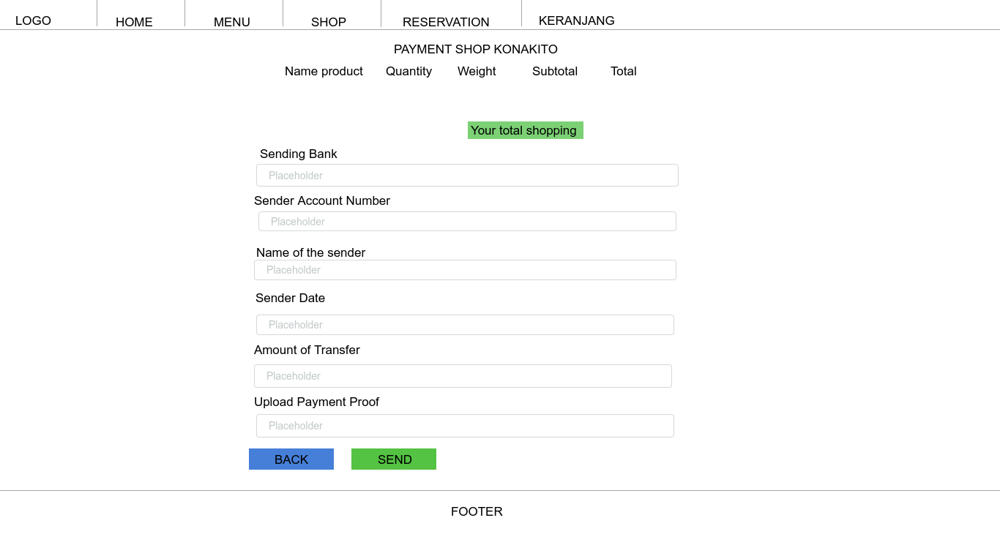 LOGO HOME MENU SHOP RESERVATION KERANJANG
PAYMENT SHOP KONAKITO
Name product Quantity Weight Subtotal Total
Your total shopping
Sending Bank
Placeholder
Sender Account Number
Placeholder
Name of the sender
Placeholder
Sender Date
Placeholder
Amount of Transfer
Placeholder
Upload Payment Proof
Placeholder
BACK SEND
FOOTER